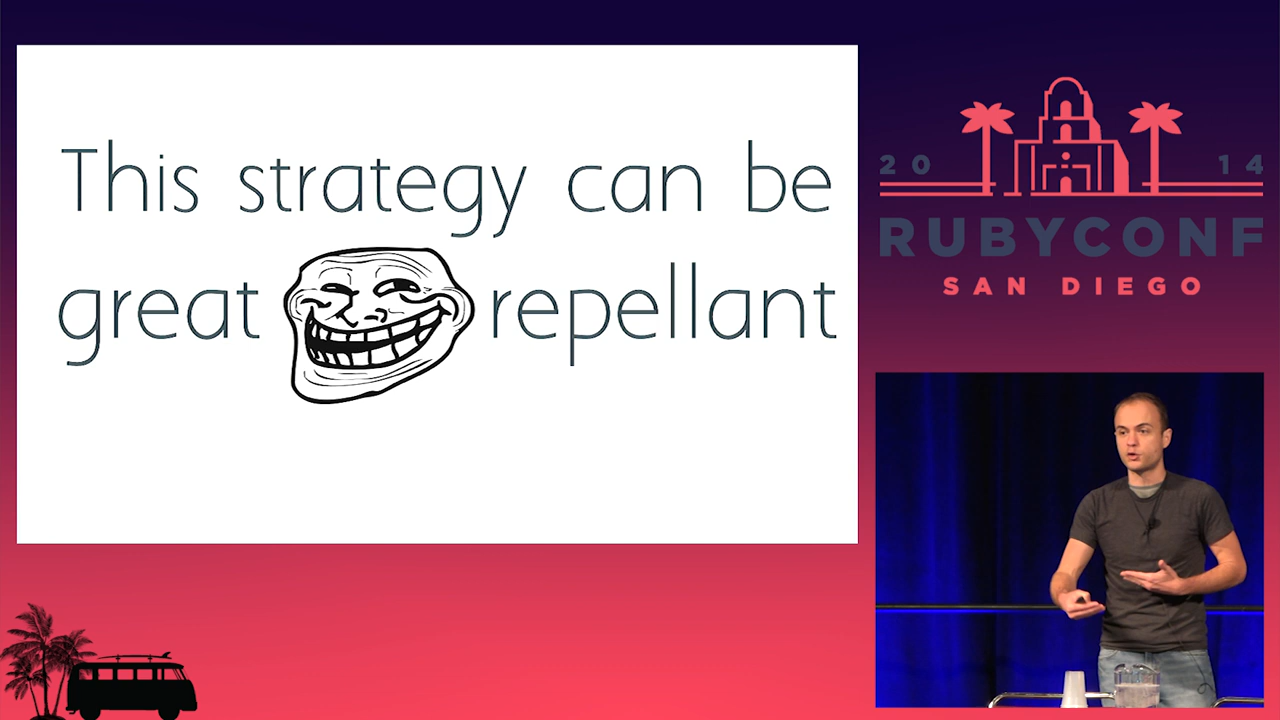 This strategy can be
great repellant
20 14
RUBYCONF
SAN DIEGO